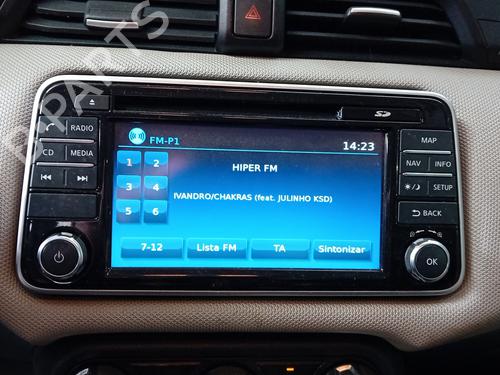 B-PARTS
RADIO
CD MEDIA
FM-P1 14:23
HIPER FM
IVANDRO/CHAKRAS (feat. JULINHO KSD)
1 2
3 4
5 6
7-12 Lista FM TA Sintonizar
SD
MAP
NAV INFO
SETUP
BACK
OK